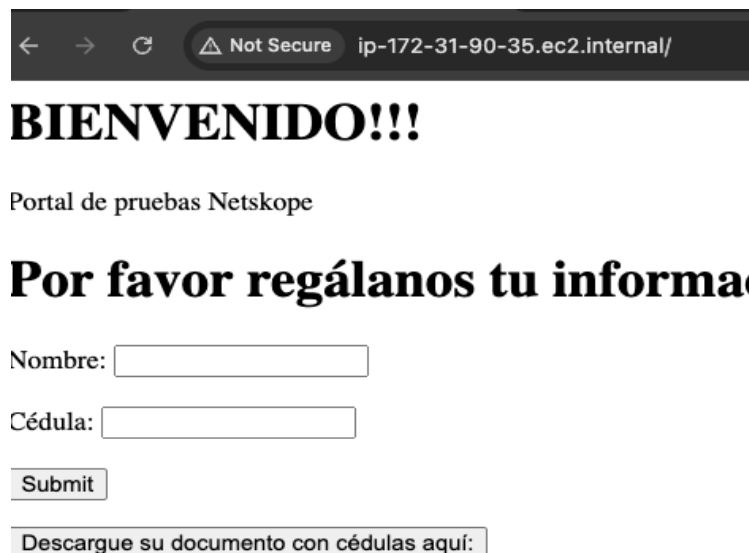 Not Secure ip-172-31-90-35.ec2.internal/
BIENVENIDO!!!
Portal de pruebas Netskope
Por favor regálanos tu
Nombre:
Cédula:
Submit
Descargue su documento con cédulas aquí: